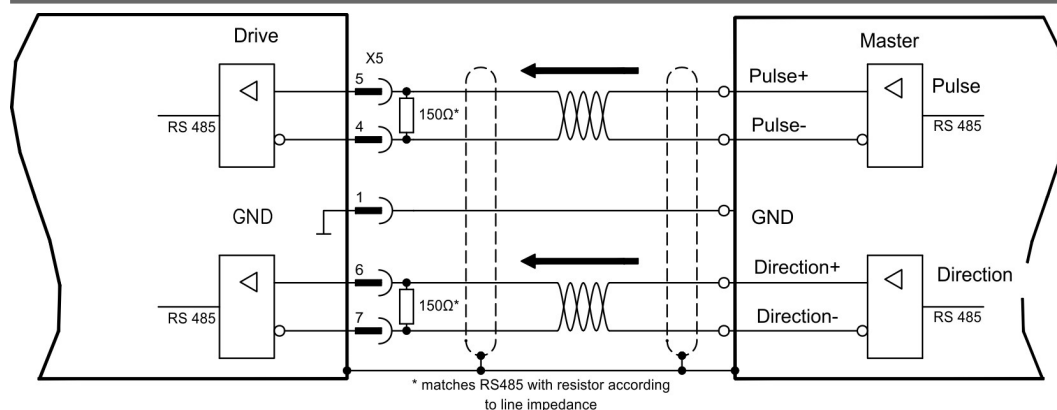 Drive
X5
Master
5
Pulse+
Pulse
150Ω*
RS 485
4
Pulse-
RS 485
1
GND
GND
6
Direction+
Direction
150Ω*
RS 485
7
Direction-
RS 485
* matches RS485 with resistor according
to line impedance